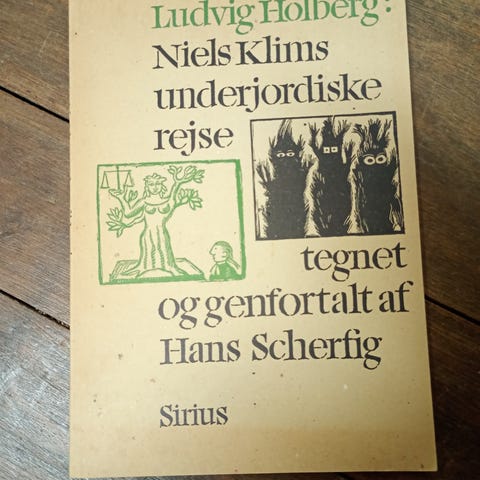 Ludvig Holberg:
Niels Klims
underjordiske
rejse
tegnet
og genfortalt af
Hans Scherfig
Sirius